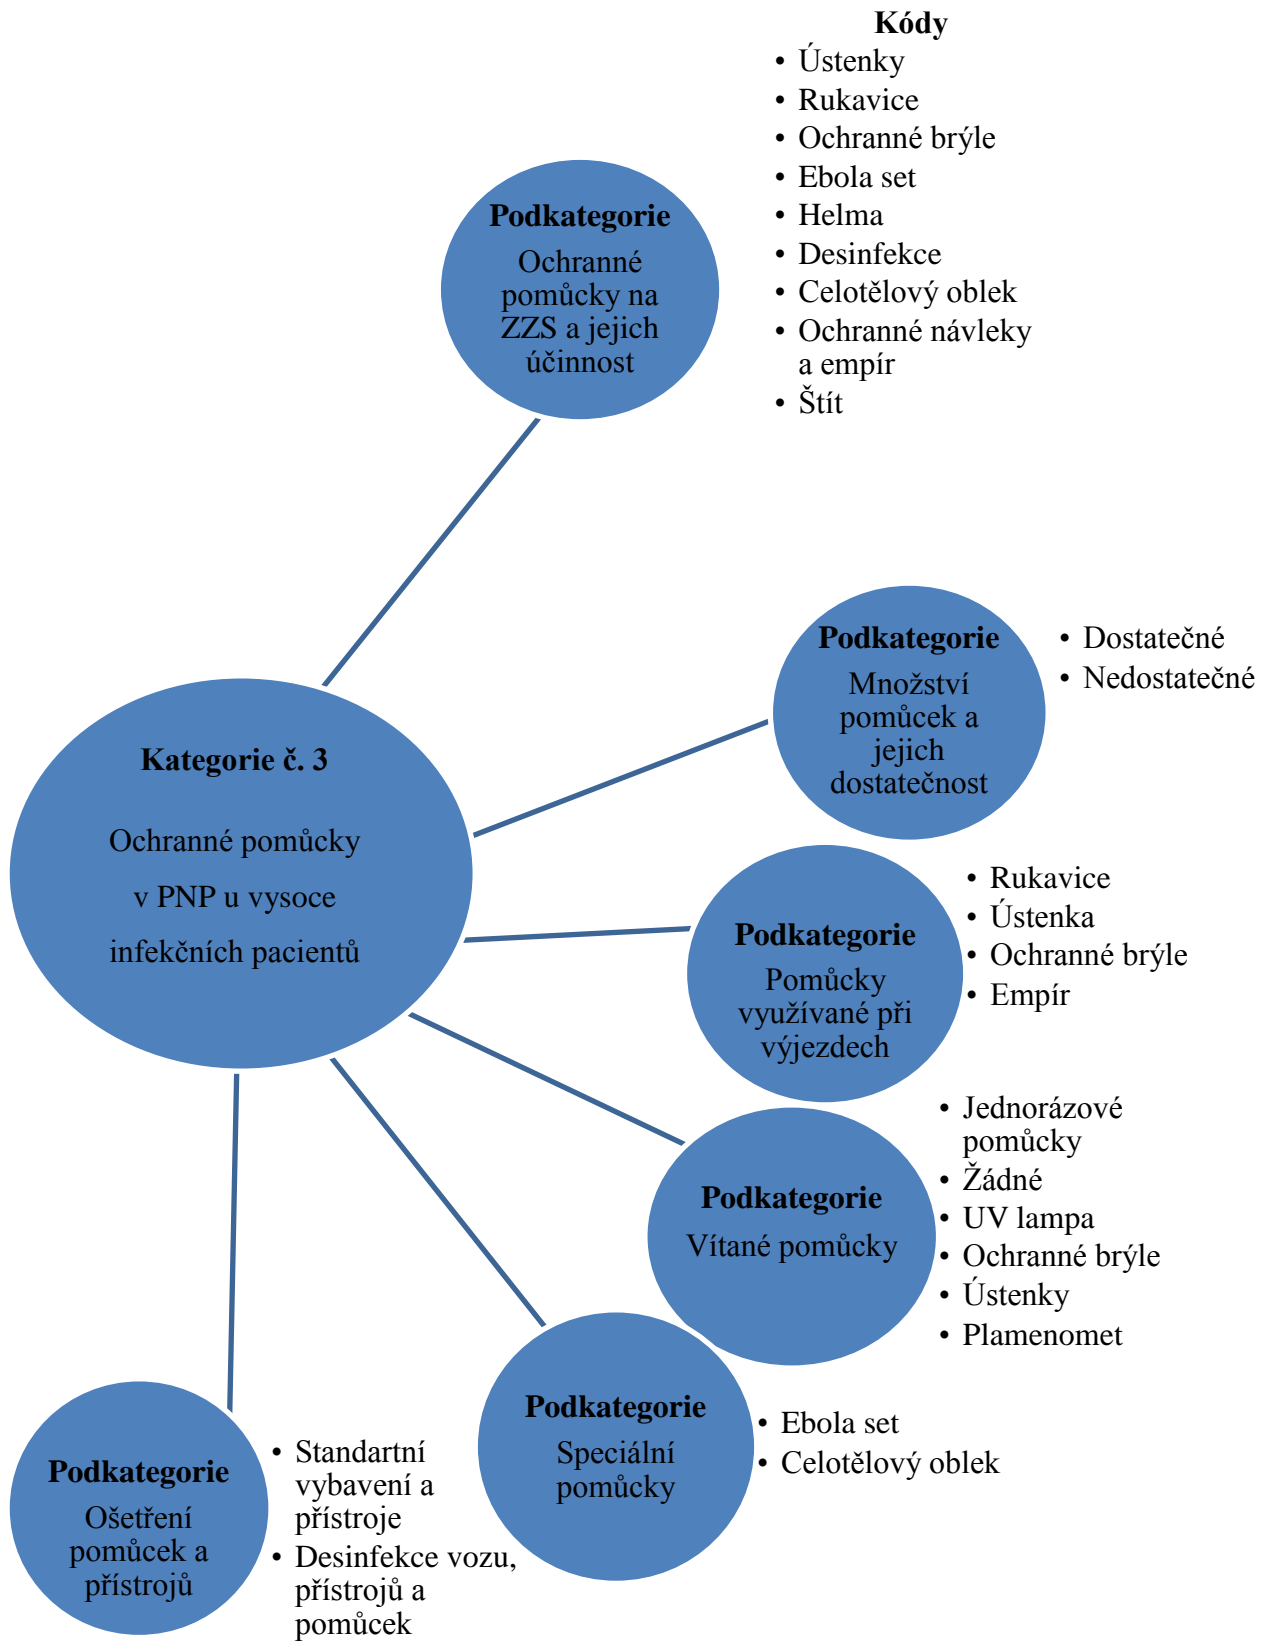 Kódy
• Ústenky
• Rukavice
• Ochranné brýle
• Ebola set
• Helma
• Desinfekce
• Celotělový oblek
• Ochranné návleky
a empír
• Štít
Podkategorie
Ochranné
pomůcky na
ZZS a jejich
účinnost
Podkategorie
Množství
pomůcek a
jejich
dostatečnost
• Dostatečné
• Nedostatečné
Kategorie č. 3
Ochranné pomůcky
v PNP u vysoce
infekčních pacientů
Podkategorie
Pomůcky
využívané při
výjezdech
• Rukavice
• Ústenka
• Ochranné brýle
• Empír
Podkategorie
Vítané pomůcky
• Jednorázové
pomůcky
• Žádné
• UV lampa
• Ochranné brýle
• Ústenky
• Plamenomet
Podkategorie
Speciální
pomůcky
• Ebola set
• Celotělový oblek
Podkategorie
Ošetření
pomůcek a
přístrojů
• Standartní
vybavení a
přístroje
• Desinfekce vozu,
přístrojů a
pomůcek